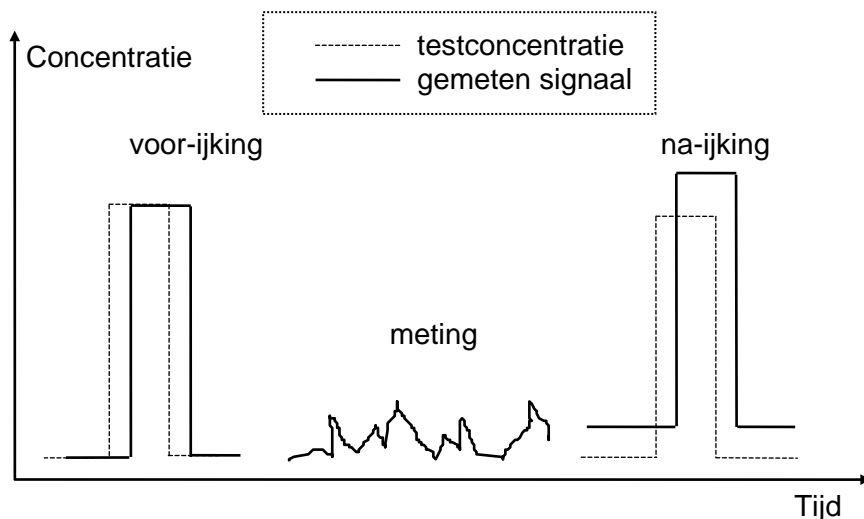 testconcentratie
Concentratie
gemeten signaal
voor-ijking
na-ijking
meting
Tijd